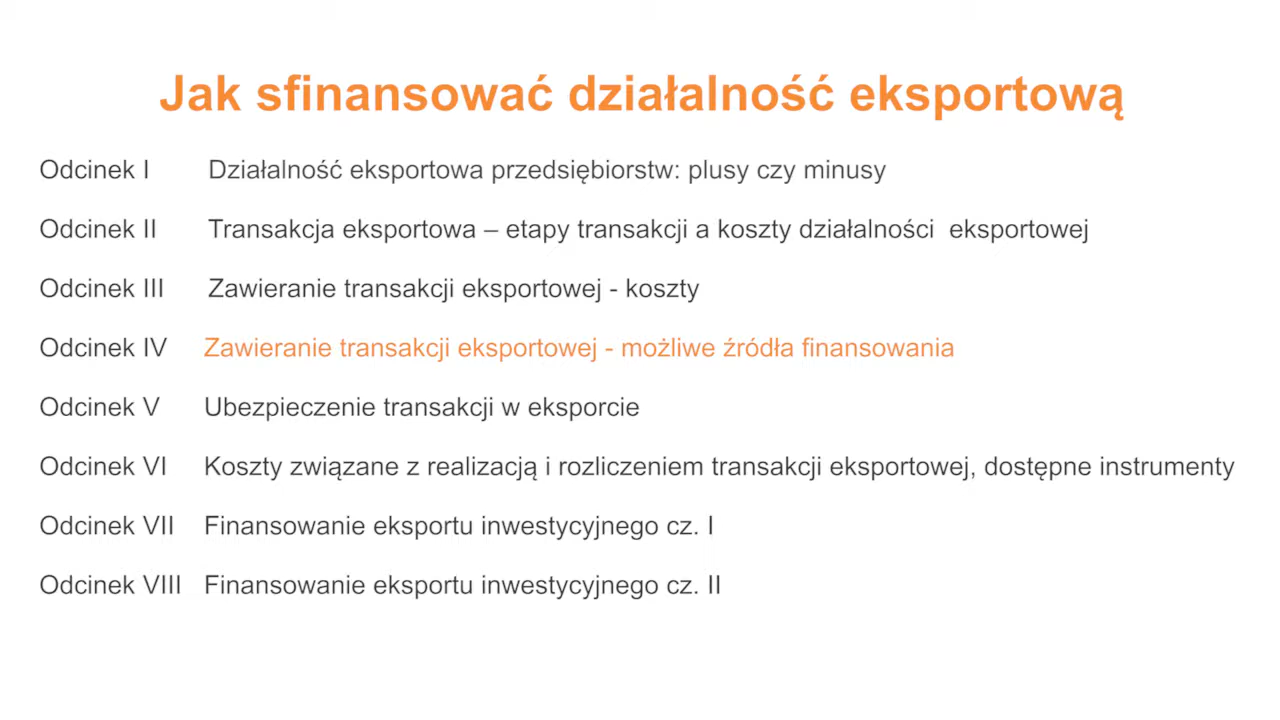 Jak sfinansować działalność eksportową
Odcinek I Działalność eksportowa przedsiębiorstw: plusy czy minusy
Odcinek II Transakcja eksportowa – etapy transakcji a koszty działalności eksportowej
Odcinek III Zawieranie transakcji eksportowej - koszty
Odcinek IV Zawieranie transakcji eksportowej - możliwe źródła finansowania
Odcinek V Ubezpieczenie transakcji w eksporcie
Odcinek VI Koszty związane z realizacją i rozliczeniem transakcji eksportowej, dostępne instrumenty
Odcinek VII Finansowanie eksportu inwestycyjnego cz. I
Odcinek VIII Finansowanie eksportu inwestycyjnego cz. II